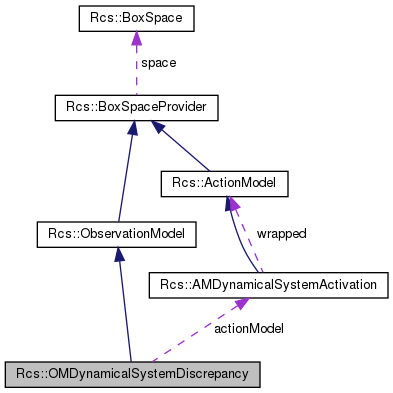 Rcs::BoxSpace
space
Rcs::BoxSpaceProvider
Rcs::ActionModel
Rcs::ObservationModel
wrapped
Rcs::AMDynamicalSystemActivation
actionModel
Rcs::OMDynamicalSystemDiscrepancy